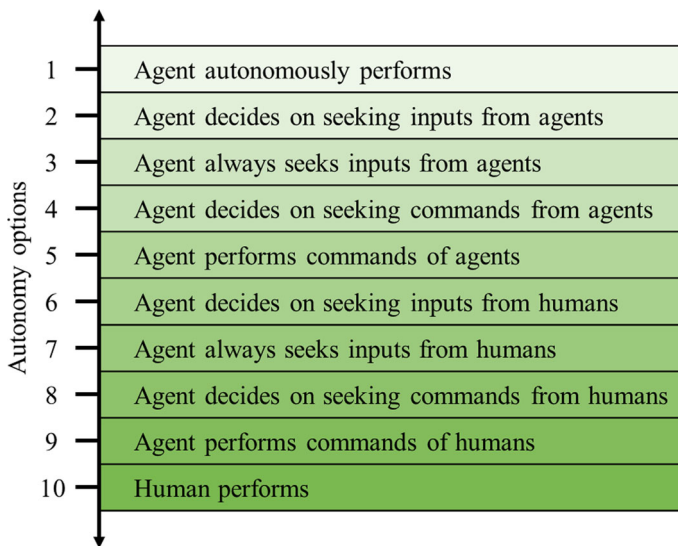 Autonomy options
1 Agent autonomously performs
2 Agent decides on seeking inputs from agents
3 Agent always seeks inputs from agents
4 Agent decides on seeking commands from agents
5 Agent performs commands of agents
6 Agent decides on seeking inputs from humans
7 Agent always seeks inputs from humans
8 Agent decides on seeking commands from humans
9 Agent performs commands of humans
10 Human performs